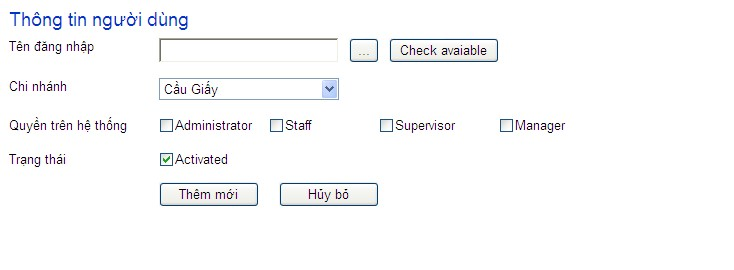 Thông tin người dùng
Tên đăng nhập ... Check avaiable
Chi nhánh Cầu Giấy
Quyền trên hệ thống Administrator Staff Supervisor Manager
Trạng thái Activated
Thêm mới Hủy bỏ